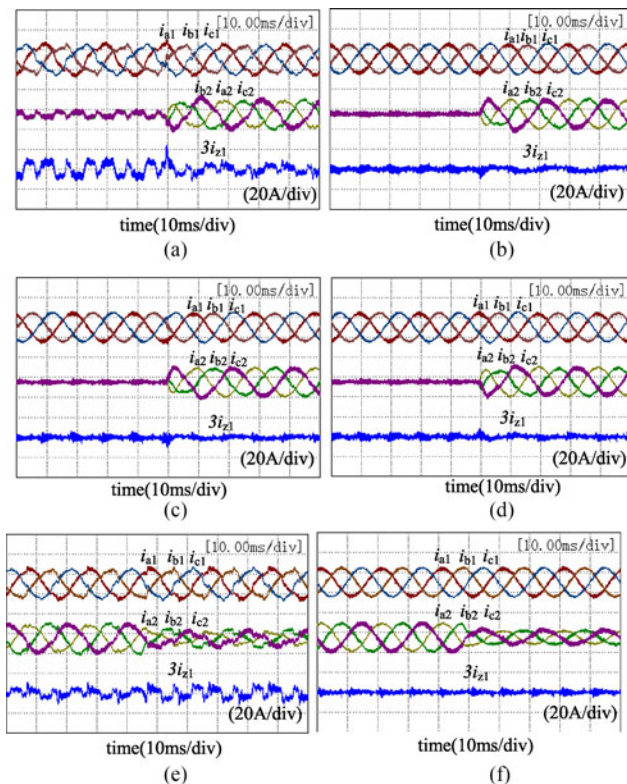 [10.00ms/div]
ia1 ib1 ic1
ib2 ia2 ic2
3iz1
(20A/div)
time(10ms/div)
(a)
[10.00ms/div]
ia1 ib1 ic1
ia2 ib2 ic2
3iz1
(20A/div)
time(10ms/div)
(b)
[10.00ms/div]
ia1 ib1 ic1
ia2 ib2 ic2
3iz1
(20A/div)
time(10ms/div)
(c)
[10.00ms/div]
ia1 ib1 ic1
ia2 ib2 ic2
3iz1
(20A/div)
time(10ms/div)
(d)
[10.00ms/div]
ia1 ib1 ic1
ia2 ib2 ic2
3iz1
(20A/div)
time(10ms/div)
(e)
[10.00ms/div]
ia1 ib1 ic1
ia2 ib2 ic2
3iz1
(20A/div)
time(10ms/div)
(f)